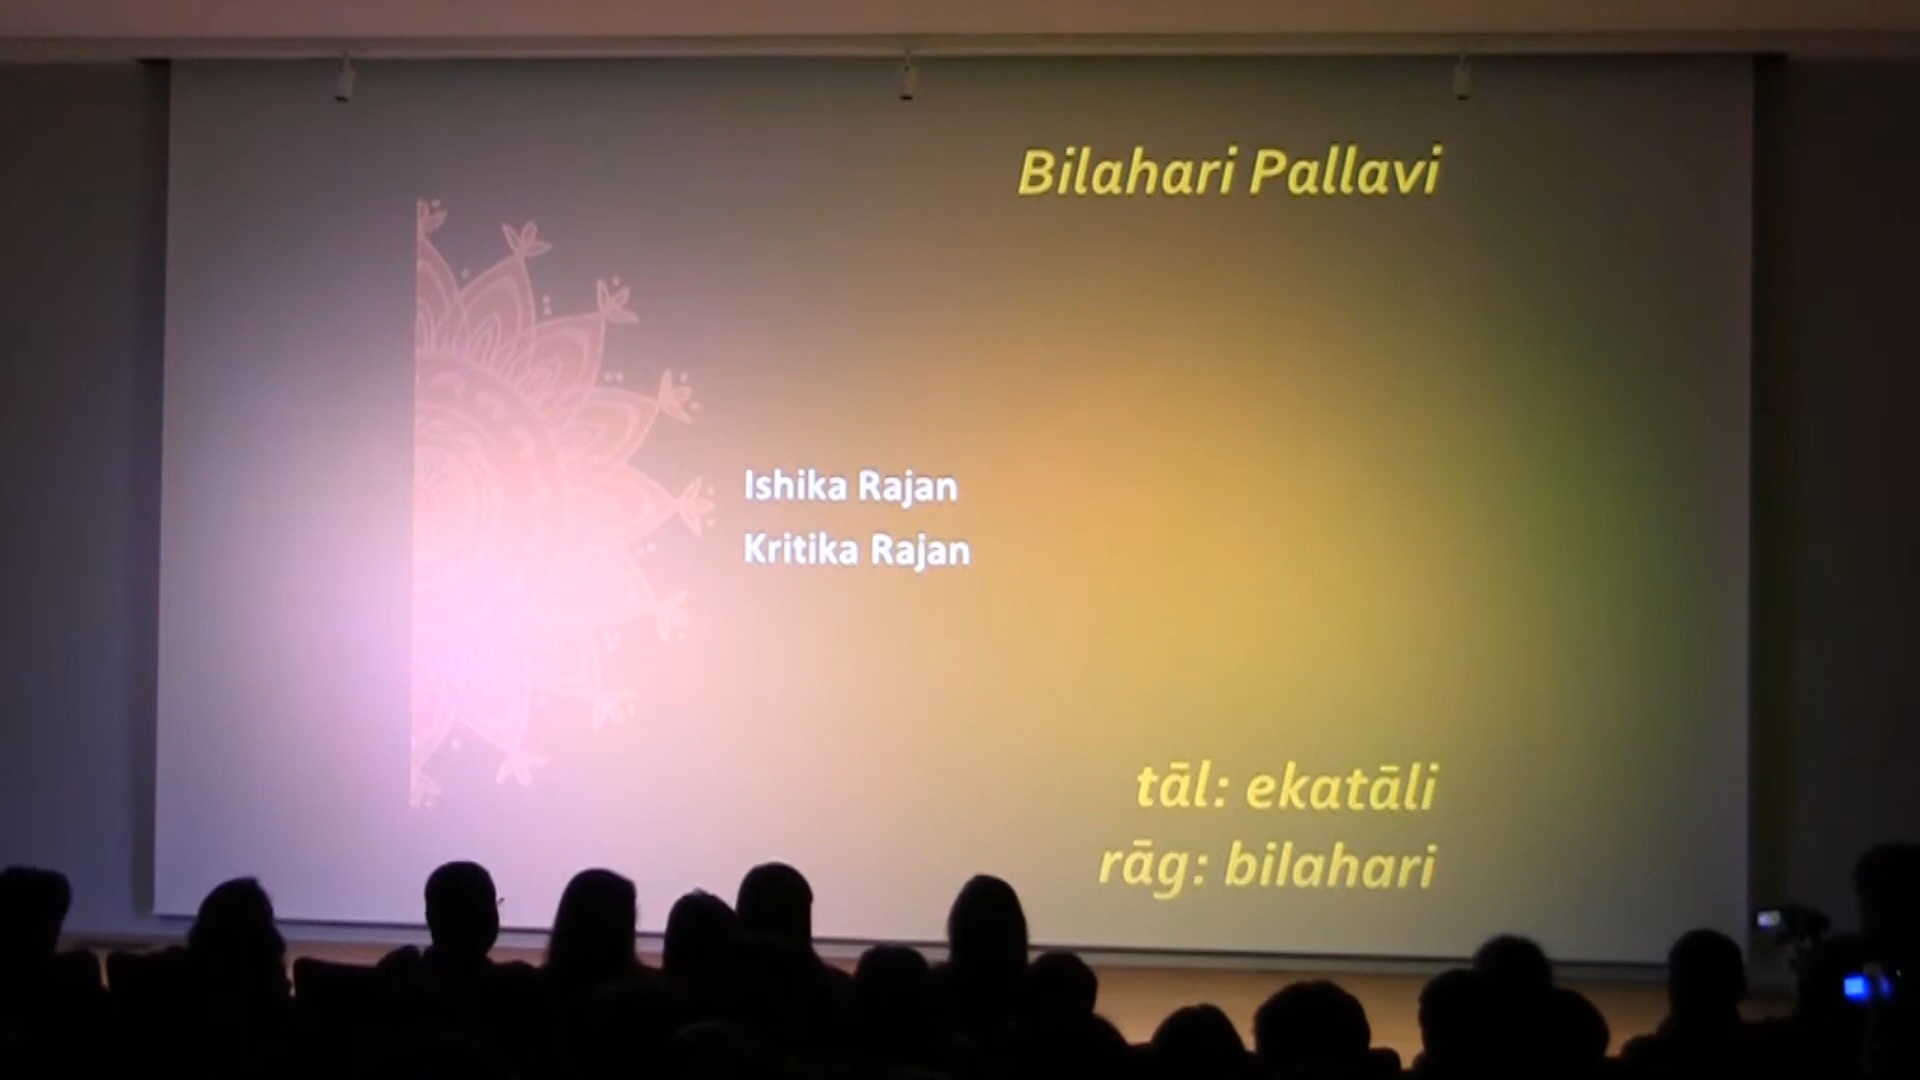 Bilahari Pallavi
Ishika Rajan
Kritika Rajan
tāl: ekatāli
rāg: bilahari